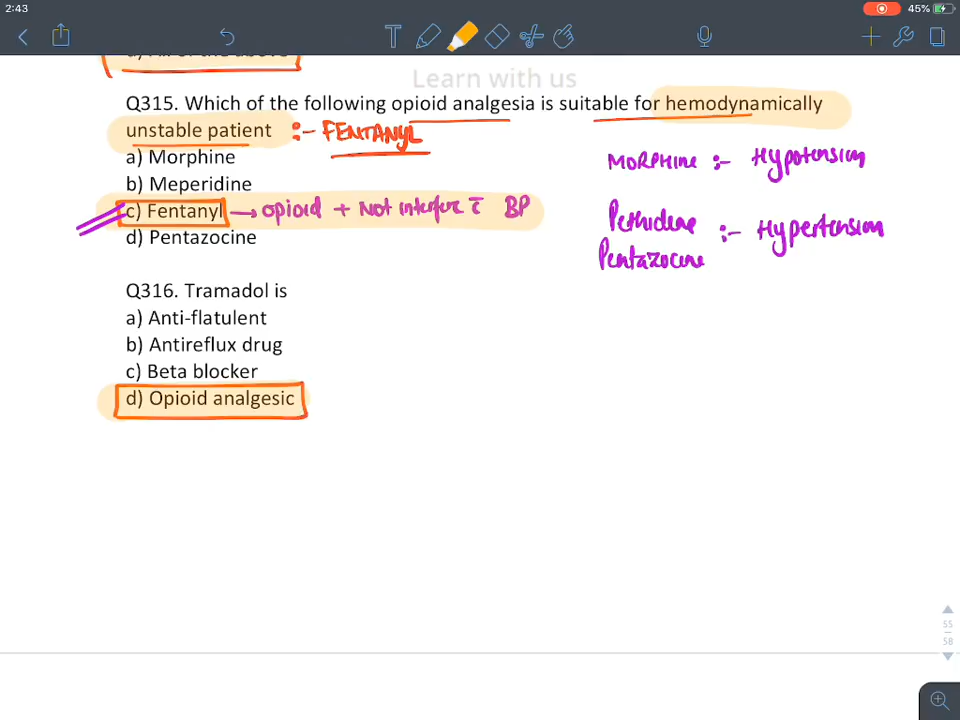 2:43
45%
Learn with us
Q315. Which of the following opioid analgesia is suitable for hemodynamically
unstable patient :- FENTANYL
a) Morphine
b) Meperidine
c) Fentanyl → opioid + Not interfere c̄ BP
d) Pentazocine
MORPHINE :- Hypotension
Pethidene
Pentazocine :- Hypertension
Q316. Tramadol is
a) Anti-flatulent
b) Antireflux drug
c) Beta blocker
d) Opioid analgesic
55
58